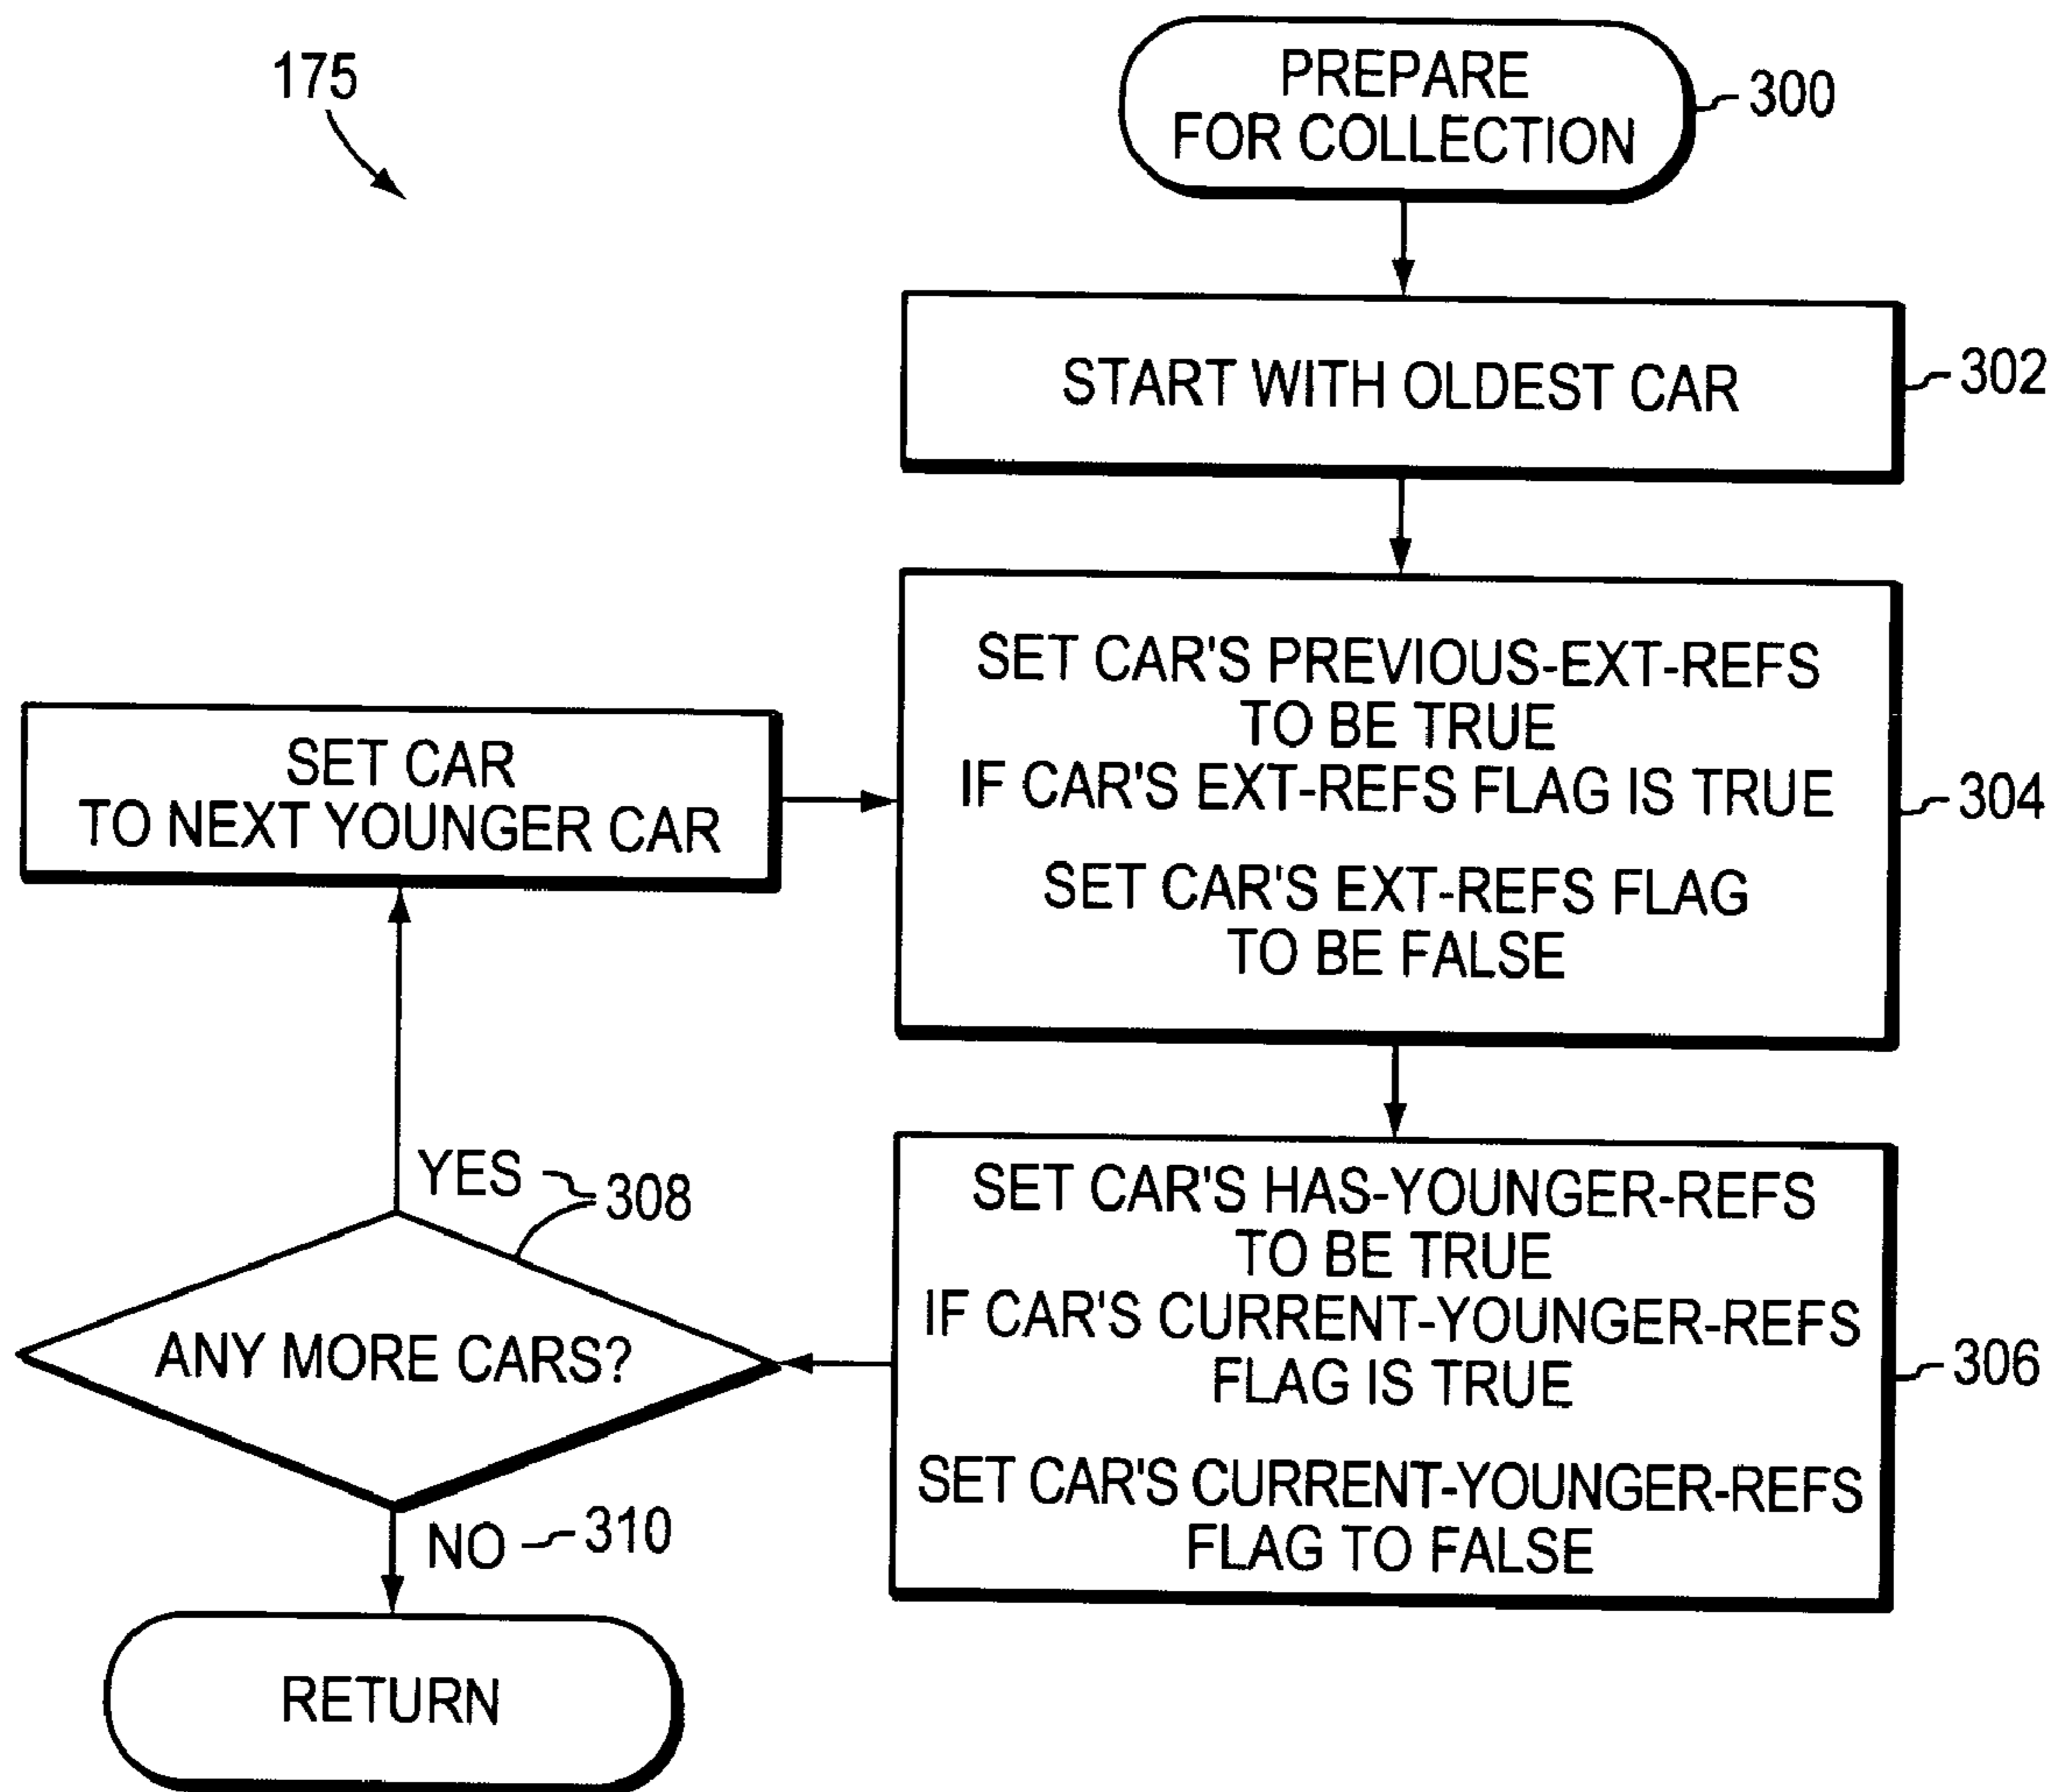 175
PREPARE
FOR COLLECTION
300
START WITH OLDEST CAR
302
SET CAR'S PREVIOUS-EXT-REFS
TO BE TRUE
IF CAR'S EXT-REFS FLAG IS TRUE
SET CAR'S EXT-REFS FLAG
TO BE FALSE
304
SET CAR
TO NEXT YOUNGER CAR
SET CAR'S HAS-YOUNGER-REFS
TO BE TRUE
IF CAR'S CURRENT-YOUNGER-REFS
FLAG IS TRUE
SET CAR'S CURRENT-YOUNGER-REFS
FLAG TO FALSE
306
YES
308
ANY MORE CARS?
NO
310
RETURN